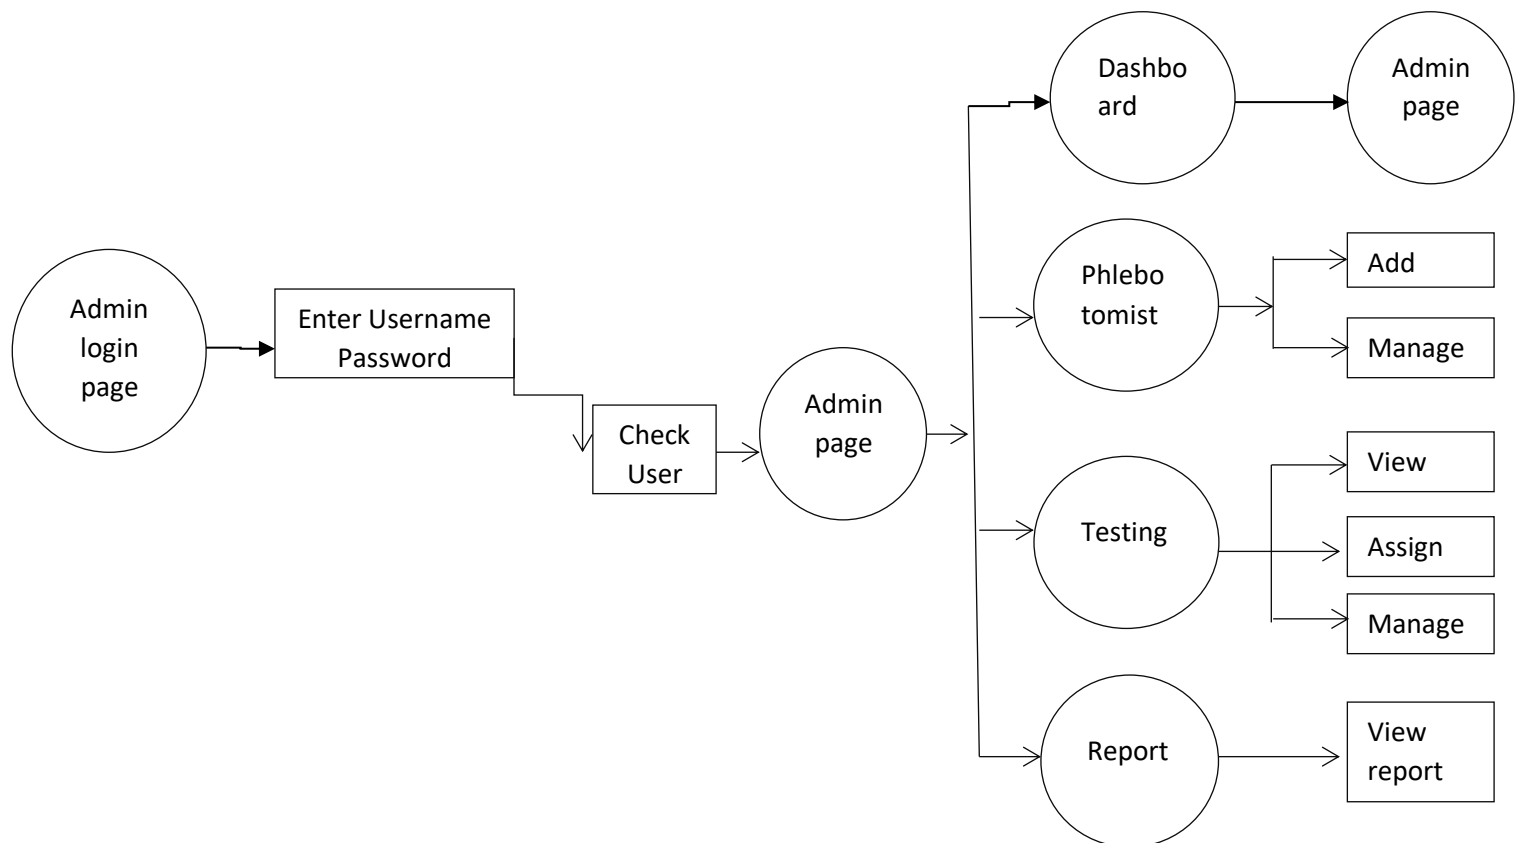 Admin
login
page
Enter Username
Password
Check
User
Admin
page
Dashbo
ard
Admin
page
Phlebo
tomist
Add
Manage
Testing
View
Assign
Manage
Report
View
report